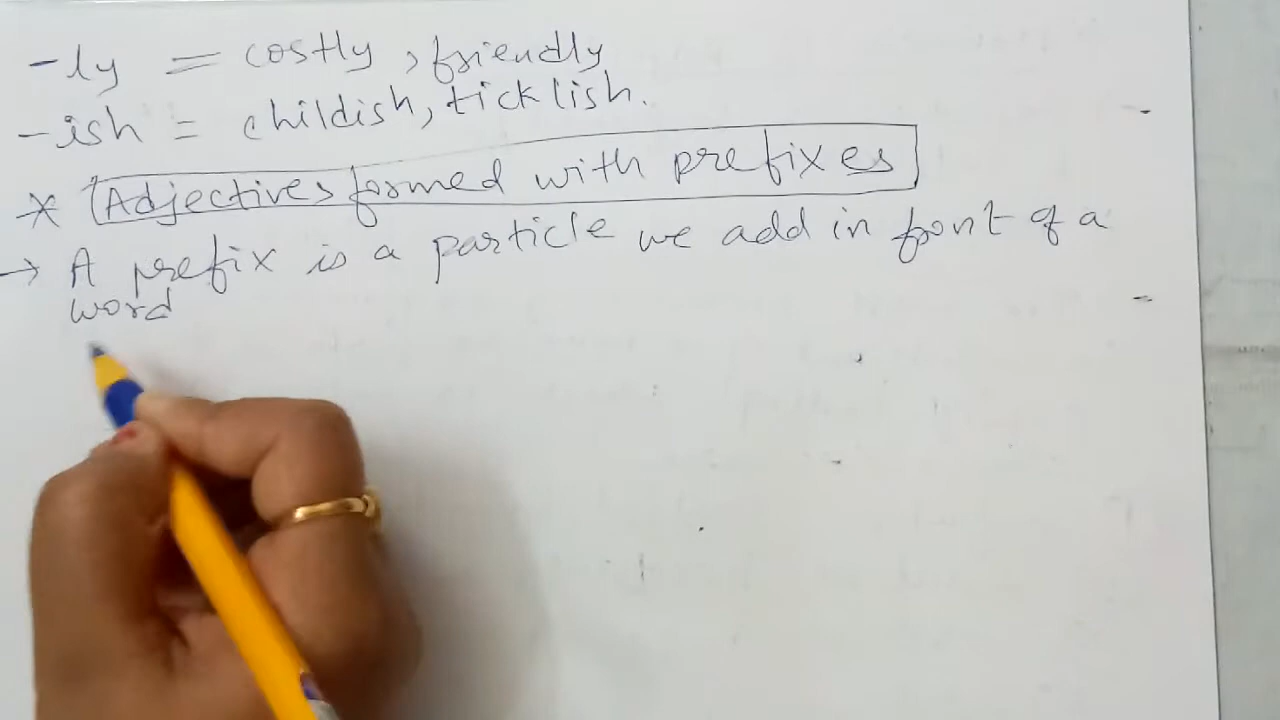 -ly = costly, friendly
-ish = childish, ticklish.
* Adjectives formed with prefixes
→ A prefix is a particle we add in front of a
word